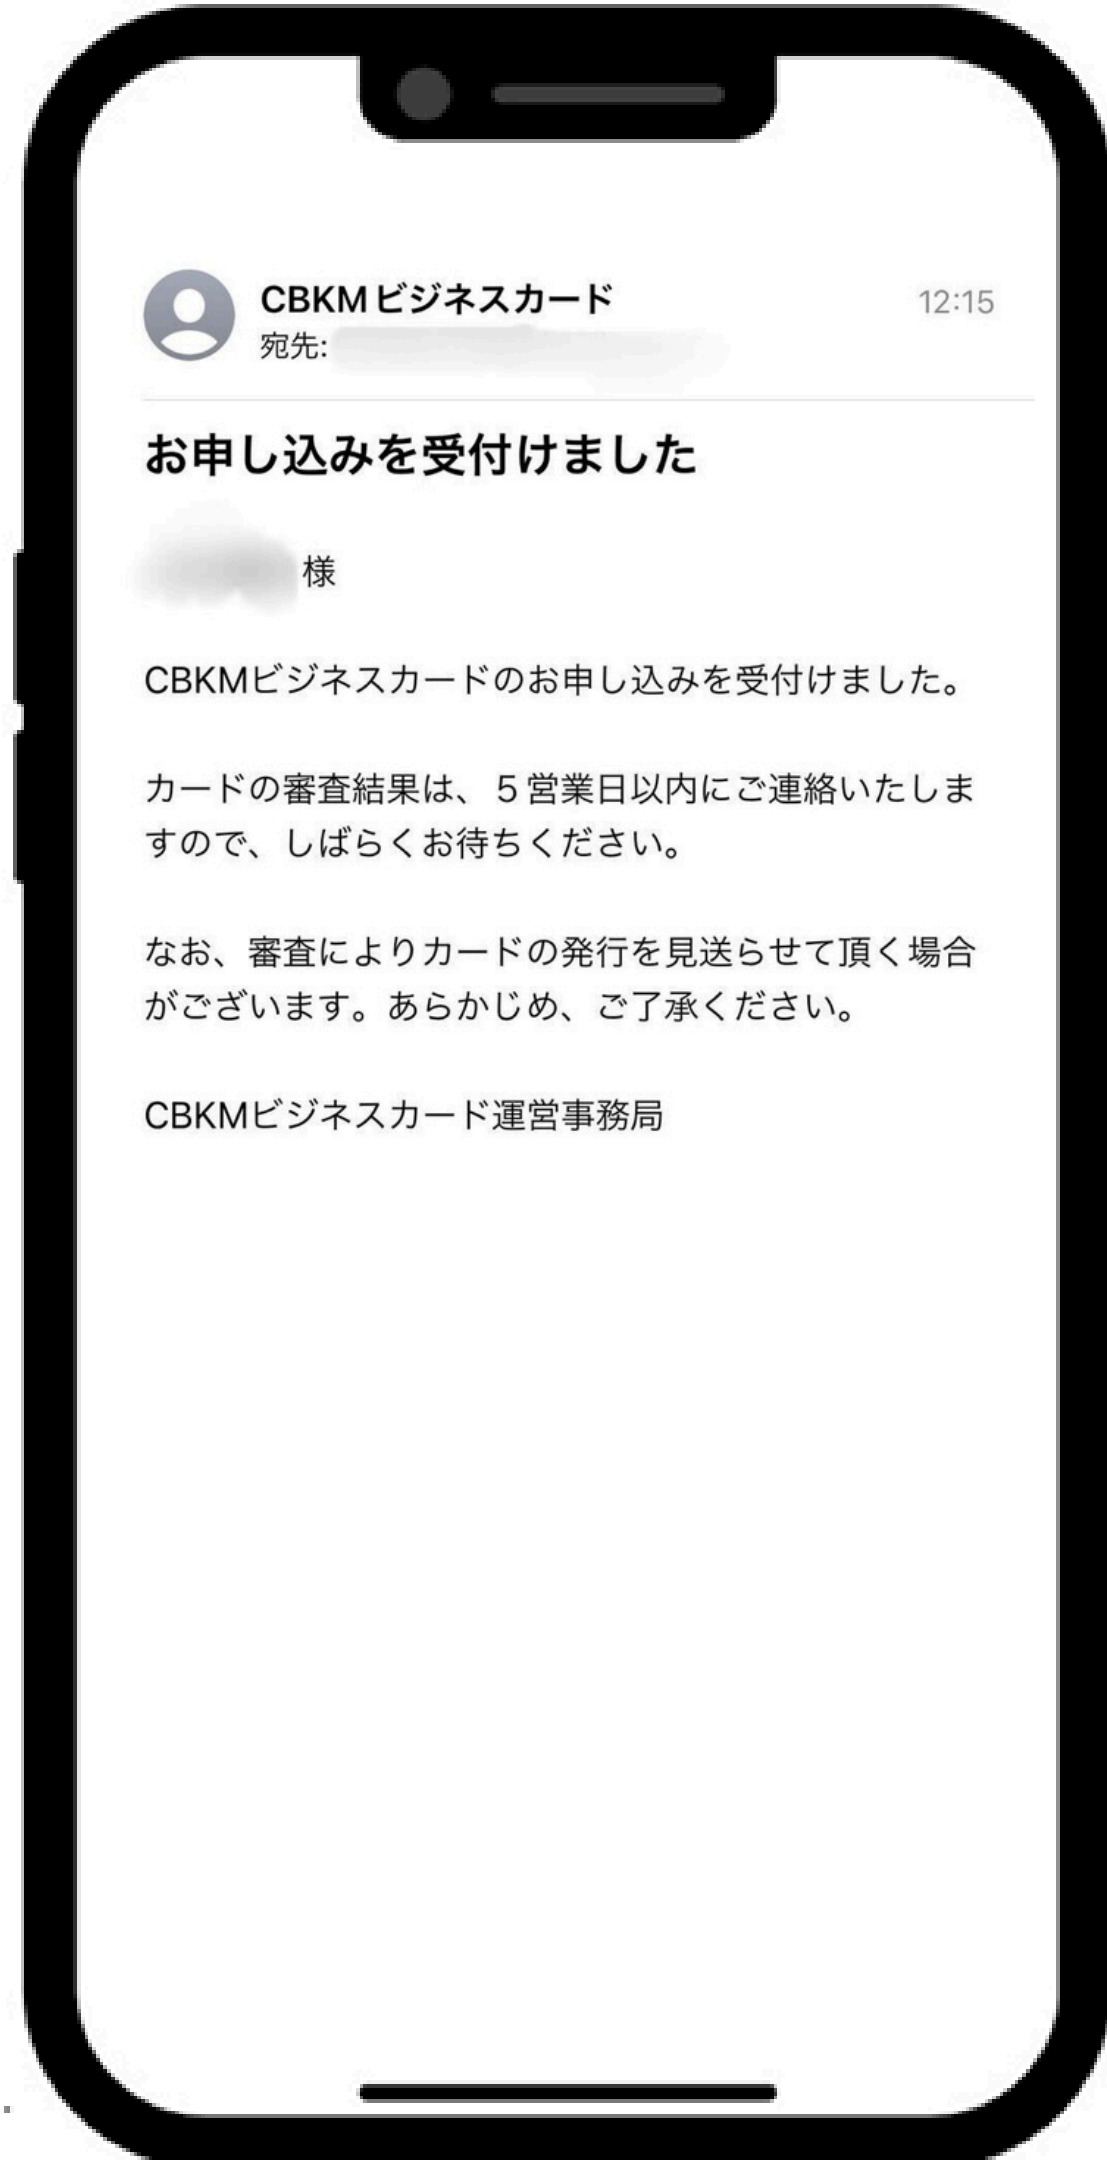 CBKMビジネスカード
12:15
宛先:
お申し込みを受付けました
様
CBKMビジネスカードのお申し込みを受付けました。
カードの審査結果は、５営業日以内にご連絡いたしま
すので、しばらくお待ちください。
なお、審査によりカードの発行を見送らせて頂く場合
がございます。あらかじめ、ご了承ください。
CBKMビジネスカード運営事務局